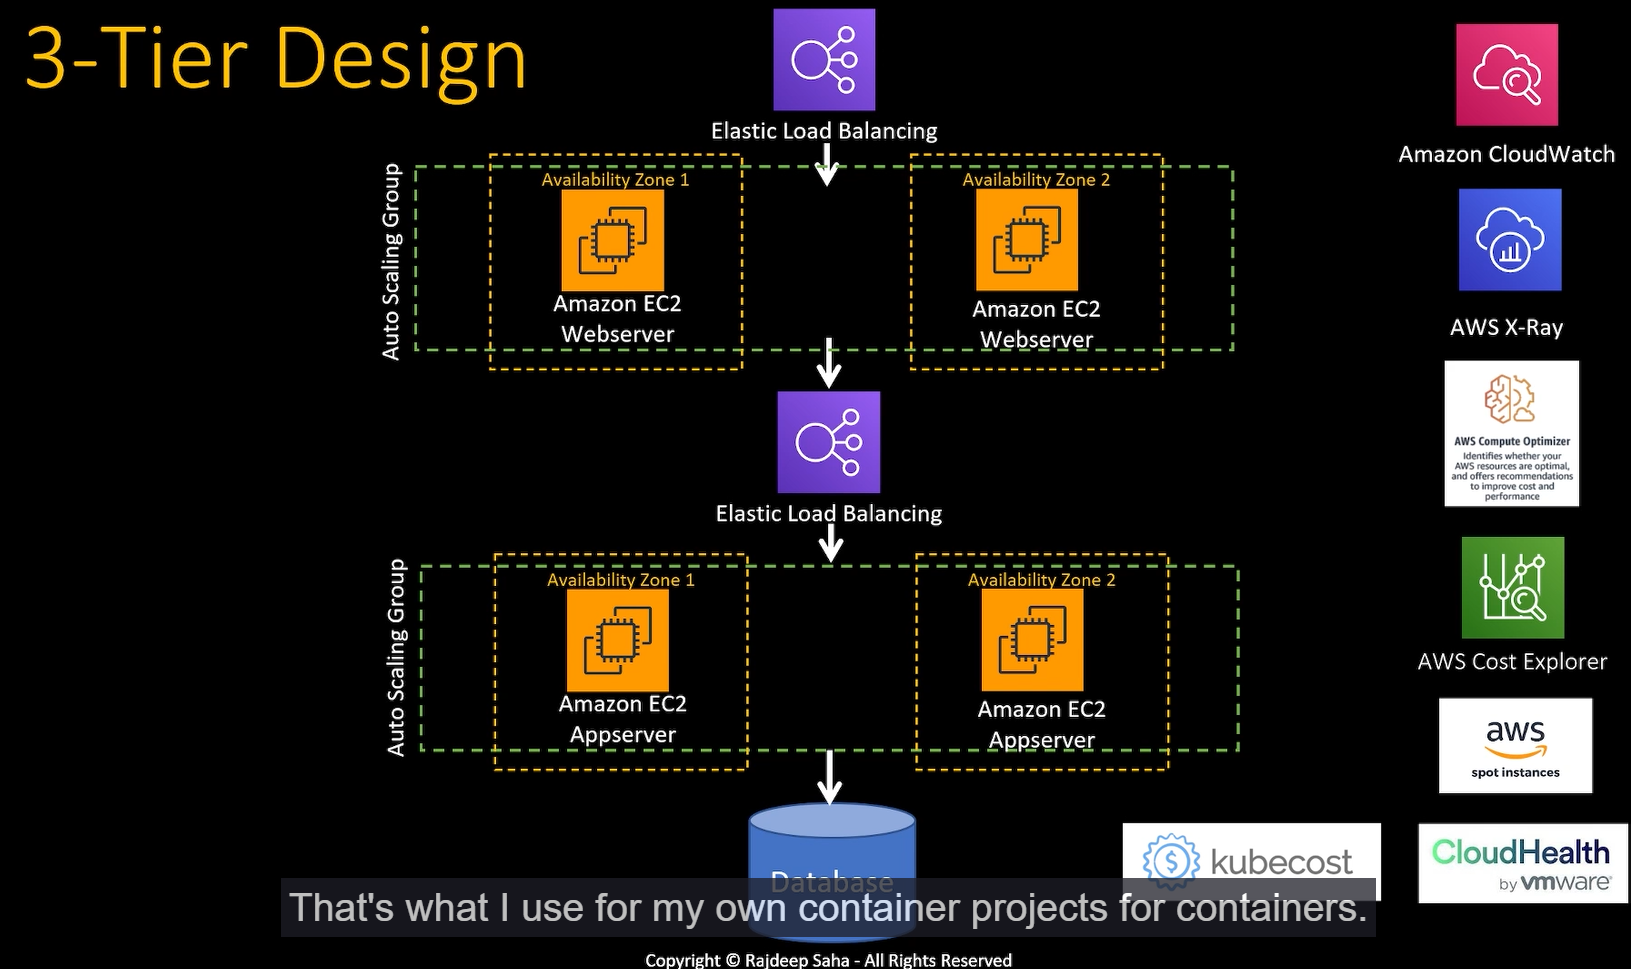 3-Tier Design
Elastic Load Balancing
Auto Scaling Group
Availability Zone 1
Amazon EC2
Webserver
Availability Zone 2
Amazon EC2
Webserver
Elastic Load Balancing
Auto Scaling Group
Availability Zone 1
Amazon EC2
Appserver
Availability Zone 2
Amazon EC2
Appserver
Database
Amazon CloudWatch
AWS X-Ray
AWS Compute Optimizer
Identifies whether your
AWS resources are optimal,
and offers recommendations
to improve cost and
performance
AWS Cost Explorer
aws
spot instances
kubecost
CloudHealth
by vmware®
That's what I use for my own container projects for containers.
Copyright © Rajdeep Saha - All Rights Reserved